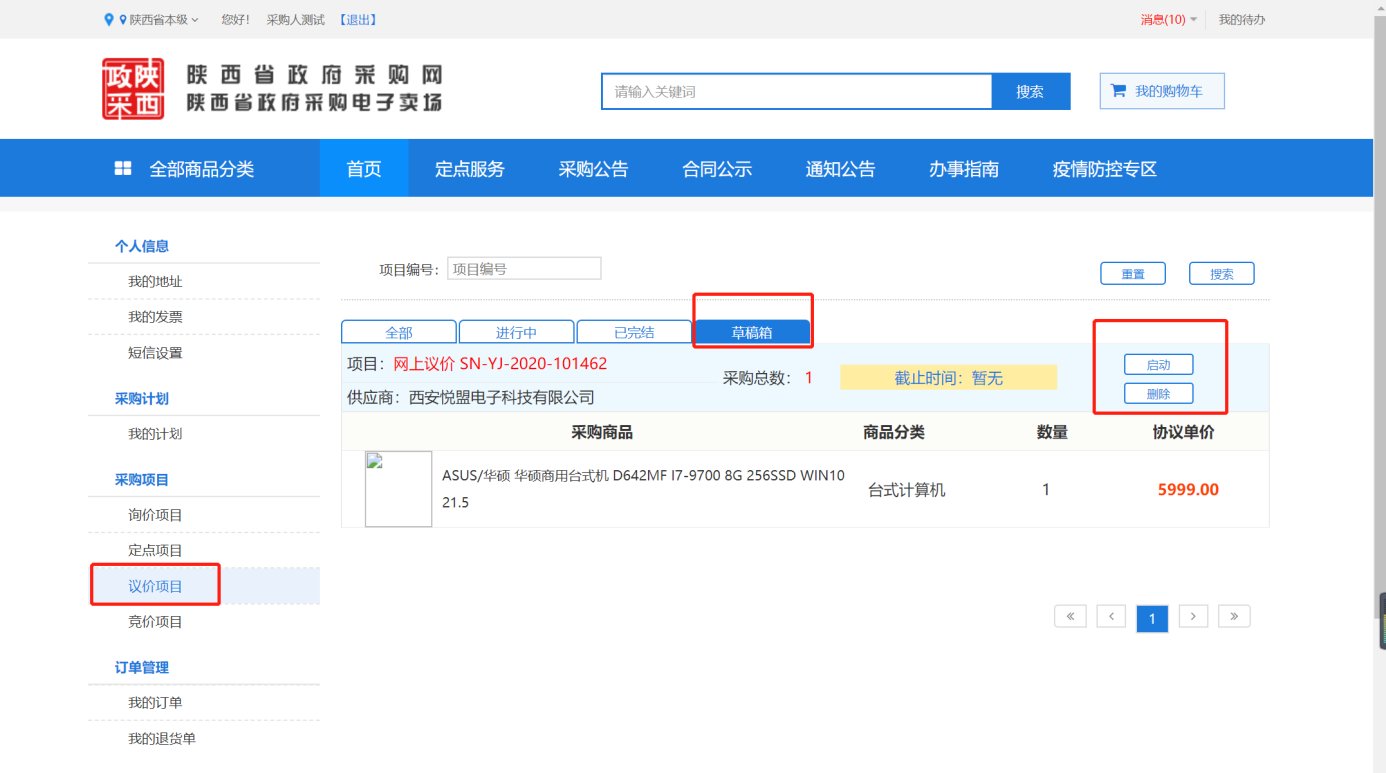 陕西省本级 您好! 采购人测试 【退出】 消息(10) 我的待办
政陕
采西
陕西省政府采购网
陕西省政府采购电子卖场
请输入关键词 搜索 我的购物车
全部商品分类 首页 定点服务 采购公告 合同公示 通知公告 办事指南 疫情防控专区
个人信息
我的地址
我的发票
短信设置
采购计划
我的计划
采购项目
询价项目
定点项目
议价项目
竞价项目
订单管理
我的订单
我的退货单
项目编号： 项目编号 重置 搜索
全部 进行中 已完结 草稿箱
项目：网上议价 SN-YJ-2020-101462
采购总数： 1 截止时间：暂无 启动
供应商：西安悦盟电子科技有限公司 删除
采购商品 商品分类 数量 协议单价
ASUS/华硕 华硕商用台式机 D642MF I7-9700 8G 256SSD WIN10
21.5
台式计算机 1 5999.00
« ‹ 1 › »